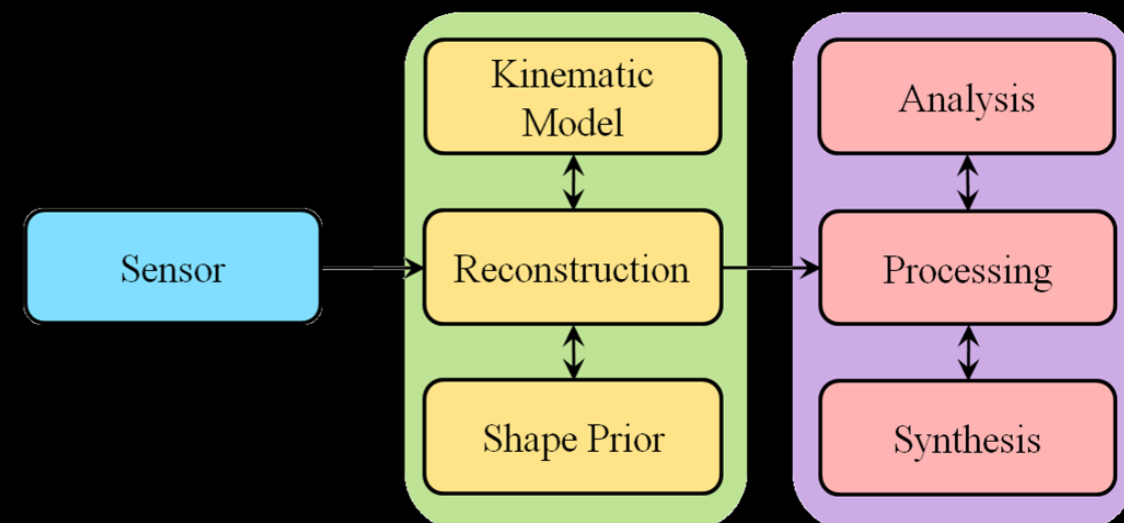 Sensor
Kinematic
Model
Reconstruction
Shape Prior
Analysis
Processing
Synthesis